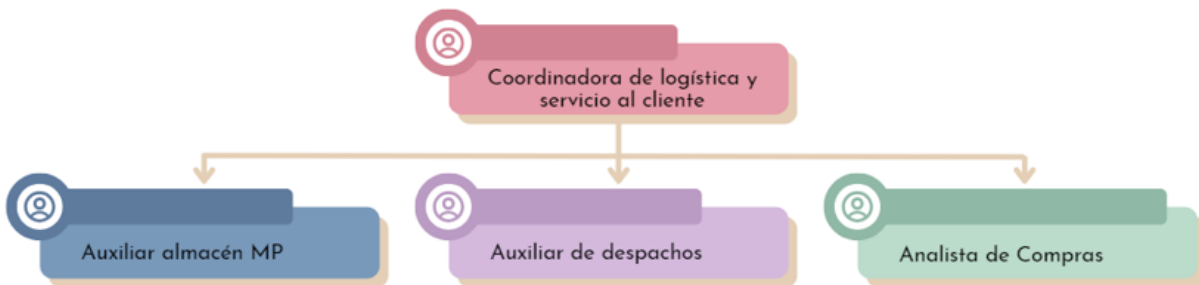 Coordinadora de logística y
servicio al cliente
Auxiliar almacén MP
Auxiliar de despachos
Analista de Compras